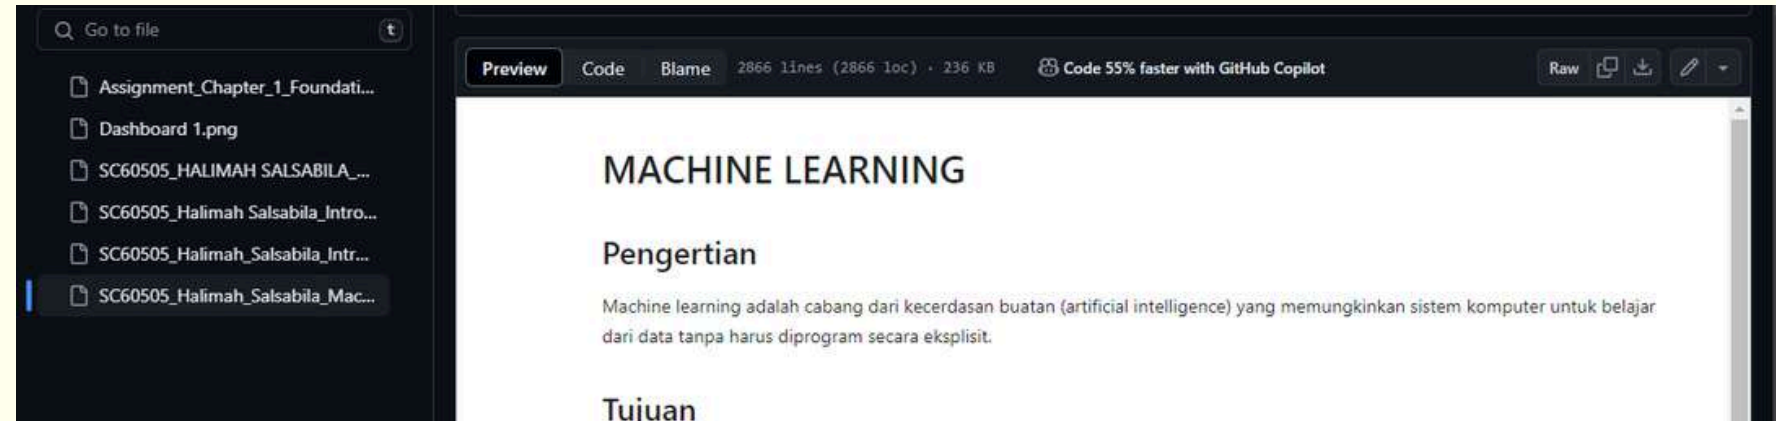 Go to file
t
Assignment_Chapter_1_Foundati...
Dashboard 1.png
SC60505_HALIMAH SALSABILA_...
SC60505_Halimah Salsabila_Intro...
SC60505_Halimah_Salsabila_Intr...
SC60505_Halimah_Salsabila_Mac...
Preview Code Blame 2866 lines (2866 loc) · 236 KB Code 55% faster with GitHub Copilot Raw
MACHINE LEARNING
Pengertian
Machine learning adalah cabang dari kecerdasan buatan (artificial intelligence) yang memungkinkan sistem komputer untuk belajar
dari data tanpa harus diprogram secara eksplisit.
Tujuan